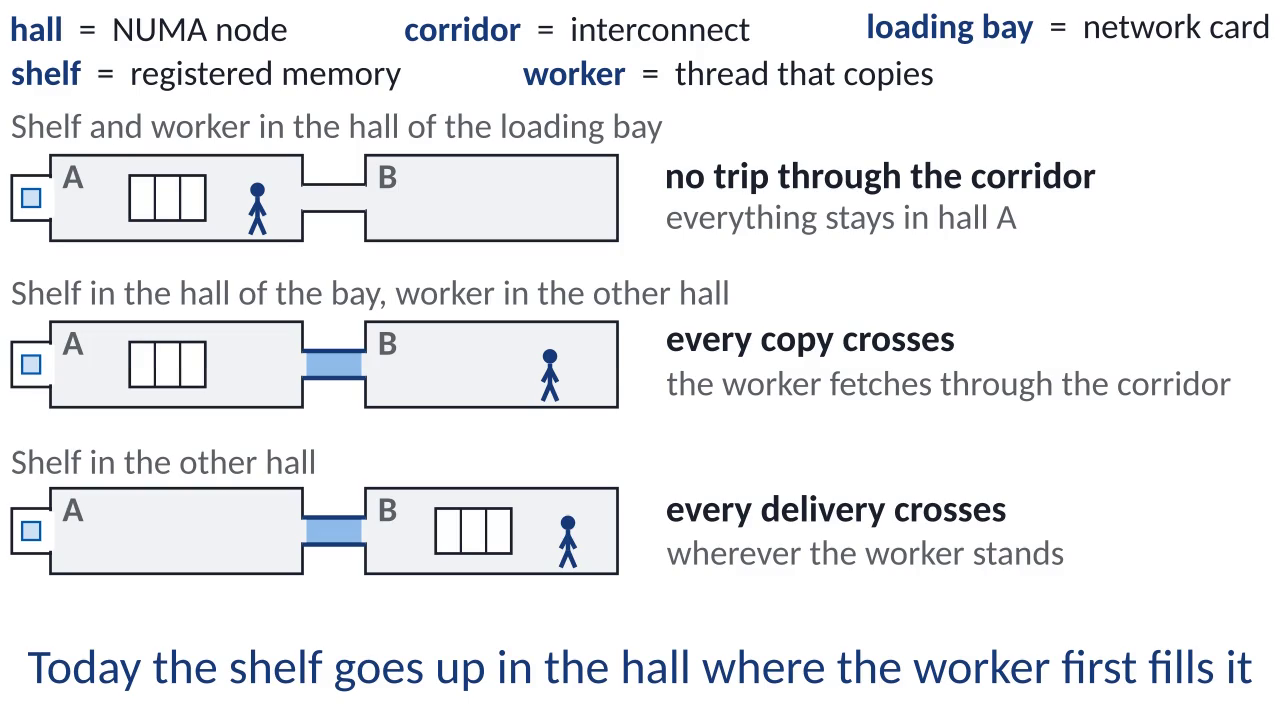 hall = NUMA node corridor = interconnect loading bay = network card
shelf = registered memory worker = thread that copies
Shelf and worker in the hall of the loading bay
A B
no trip through the corridor
everything stays in hall A
Shelf in the hall of the bay, worker in the other hall
A B
every copy crosses
the worker fetches through the corridor
Shelf in the other hall
A B
every delivery crosses
wherever the worker stands
Today the shelf goes up in the hall where the worker first fills it